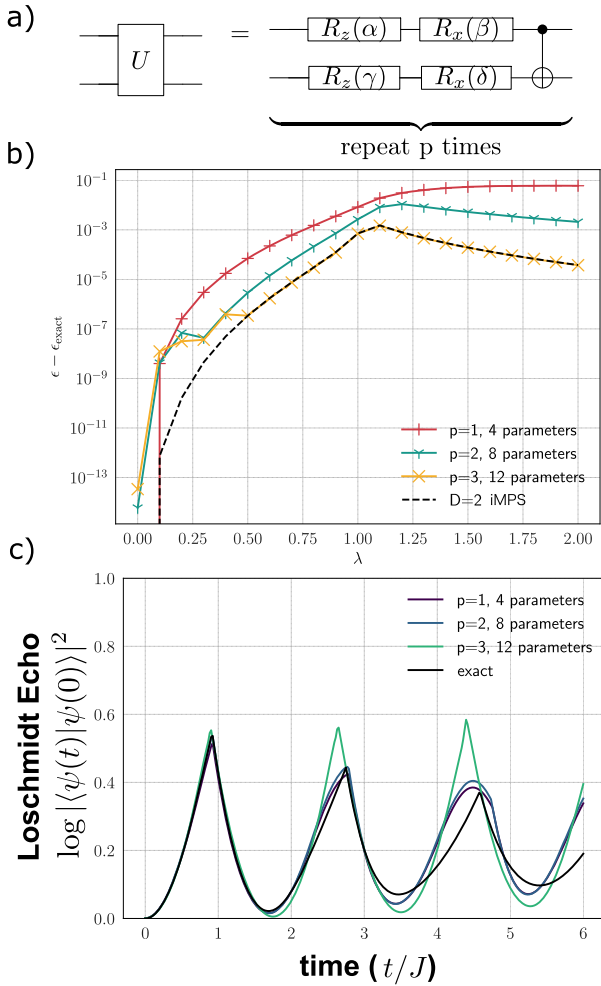 a)
U = R_z(α) R_x(β)
R_z(γ) R_x(δ)
repeat p times
b)
ϵ − ϵ_exact
10^−1
10^−3
10^−5
10^−7
10^−9
10^−11
10^−13
p=1, 4 parameters
p=2, 8 parameters
p=3, 12 parameters
D=2 iMPS
0.00 0.25 0.50 0.75 1.00 1.25 1.50 1.75 2.00
λ
c)
Loschmidt Echo
log |⟨ψ(t)|ψ(0)⟩|^2
1.0
0.8
0.6
0.4
0.2
0.0
p=1, 4 parameters
p=2, 8 parameters
p=3, 12 parameters
exact
0 1 2 3 4 5 6
time (t/J)